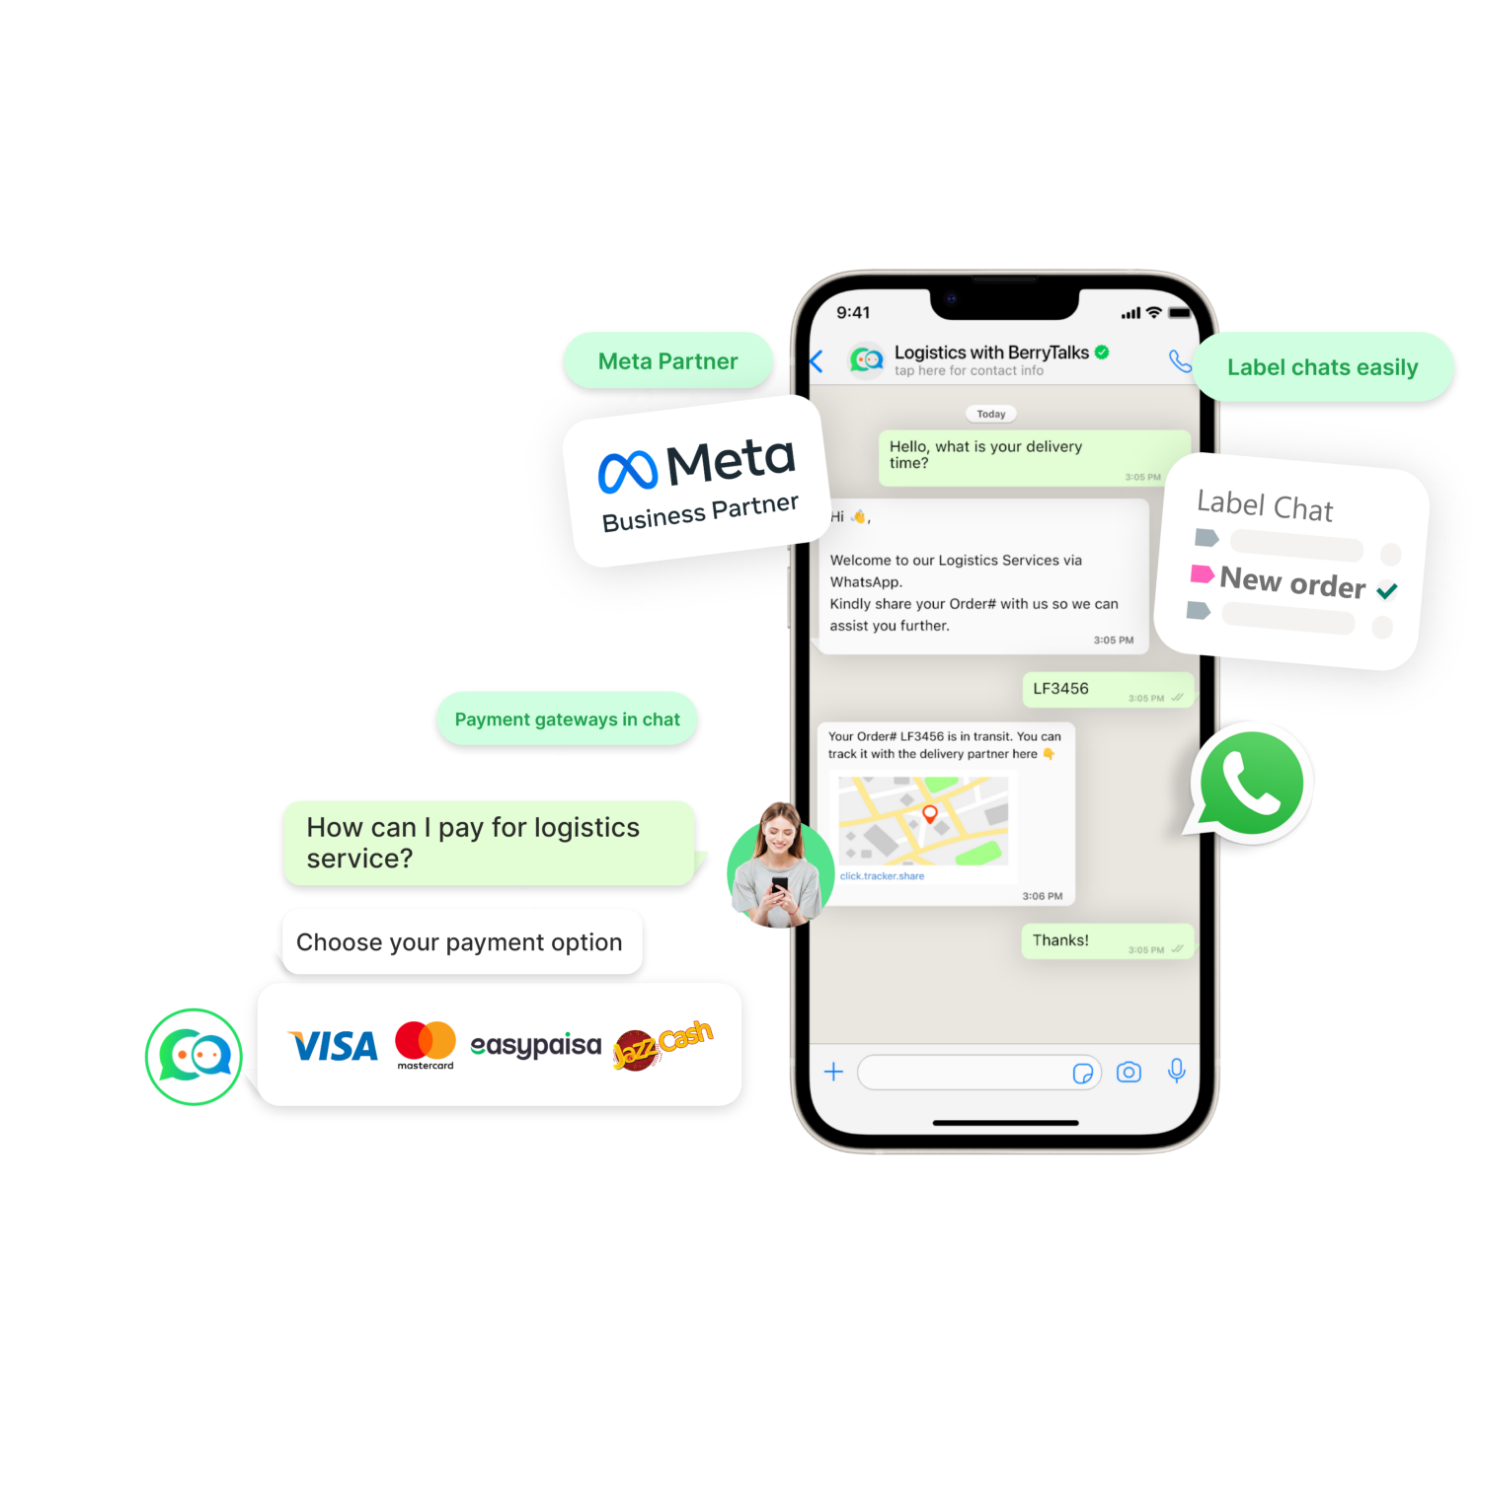 9:41
Logistics with BerryTalks
tap here for contact info
Meta Partner
Label chats easily
Meta
Business Partner
Today
Hello, what is your delivery
time?
3:05 PM
Hi 👋,
Welcome to our Logistics Services via
WhatsApp.
Kindly share your Order# with us so we can
assist you further.
3:05 PM
Label Chat
New order
LF3456
3:05 PM
Your Order# LF3456 is in transit. You can
track it with the delivery partner here 👇
click.tracker.share
3:06 PM
Thanks!
3:05 PM
Payment gateways in chat
How can I pay for logistics
service?
Choose your payment option
VISA
mastercard
easypaisa
JazzCash